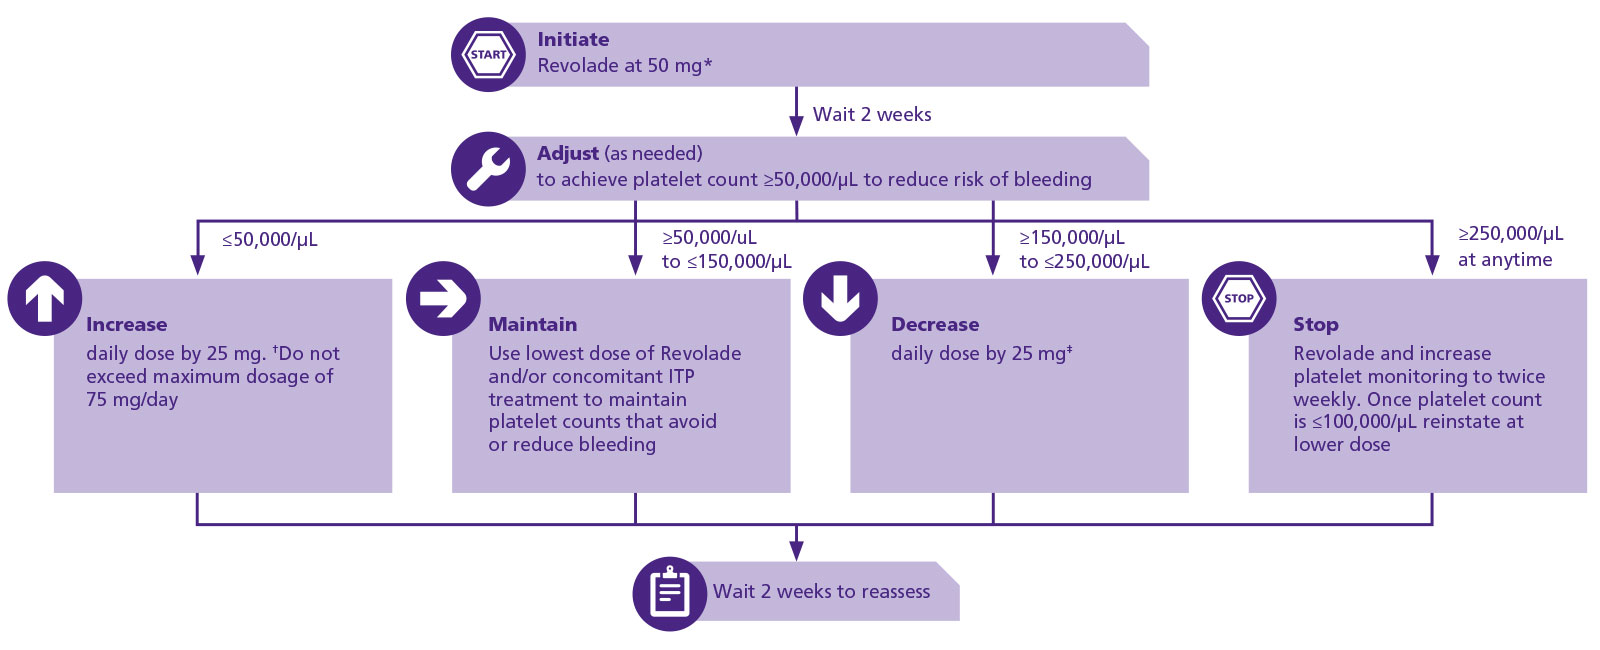 START
Initiate
Revolade at 50 mg*
Wait 2 weeks
Adjust (as needed)
to achieve platelet count ≥50,000/µL to reduce risk of bleeding
≤50,000/µL
≥50,000/uL
to ≤150,000/µL
≥150,000/µL
to ≤250,000/µL
≥250,000/µL
at anytime
Increase
daily dose by 25 mg. †Do not
exceed maximum dosage of
75 mg/day
Maintain
Use lowest dose of Revolade
and/or concomitant ITP
treatment to maintain
platelet counts that avoid
or reduce bleeding
Decrease
daily dose by 25 mg‡
STOP
Stop
Revolade and increase
platelet monitoring to twice
weekly. Once platelet count
is ≤100,000/µL reinstate at
lower dose
Wait 2 weeks to reassess